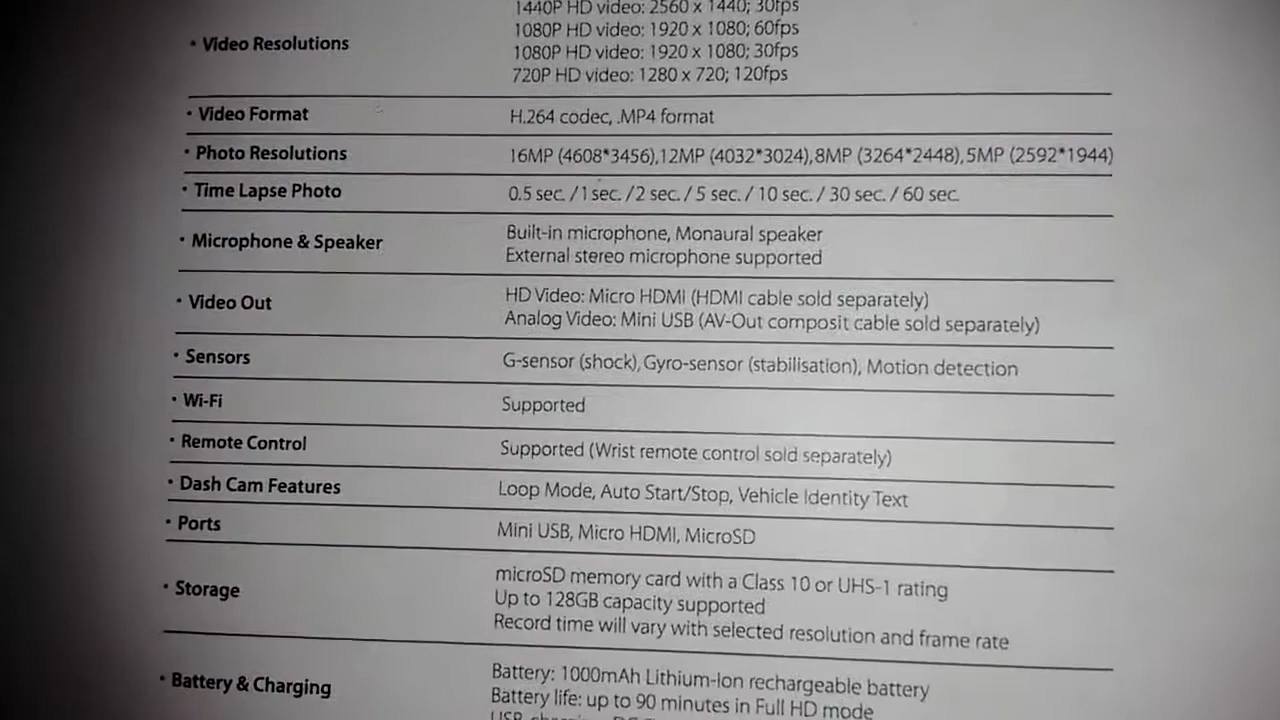 1440P HD video: 2560 x 1440; 30fps
• Video Resolutions
1080P HD video: 1920 x 1080; 60fps
1080P HD video: 1920 x 1080; 30fps
720P HD video: 1280 x 720; 120fps
• Video Format H.264 codec, .MP4 format
• Photo Resolutions 16MP (4608*3456),12MP (4032*3024),8MP (3264*2448),5MP (2592*1944)
• Time Lapse Photo 0.5 sec. / 1 sec. / 2 sec. / 5 sec. / 10 sec. / 30 sec. / 60 sec.
• Microphone & Speaker Built-in microphone, Monaural speaker
External stereo microphone supported
• Video Out HD Video: Micro HDMI (HDMI cable sold separately)
Analog Video: Mini USB (AV-Out composit cable sold separately)
• Sensors G-sensor (shock), Gyro-sensor (stabilisation), Motion detection
• Wi-Fi Supported
• Remote Control Supported (Wrist remote control sold separately)
• Dash Cam Features Loop Mode, Auto Start/Stop, Vehicle Identity Text
• Ports Mini USB, Micro HDMI, MicroSD
• Storage microSD memory card with a Class 10 or UHS-1 rating
Up to 128GB capacity supported
Record time will vary with selected resolution and frame rate
• Battery & Charging Battery: 1000mAh Lithium-Ion rechargeable battery
Battery life: up to 90 minutes in Full HD mode